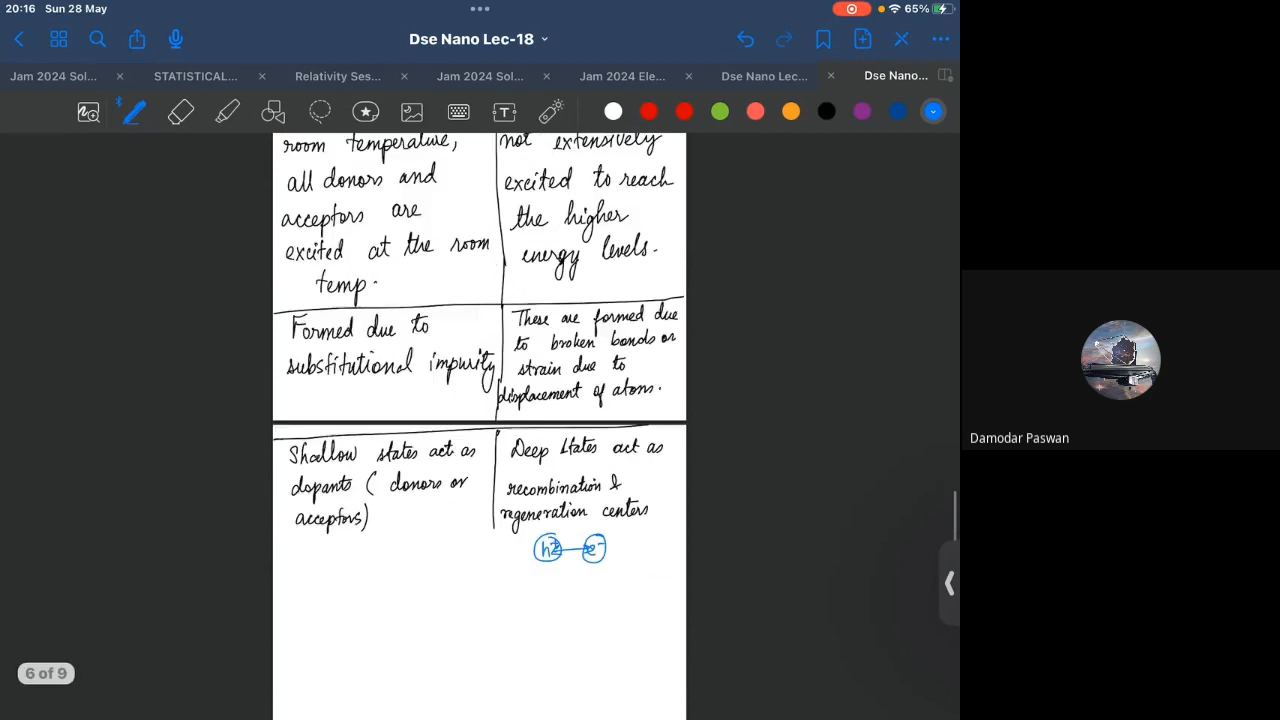 20:16 Sun 28 May
65%
Dse Nano Lec-18
Jam 2024 Sol...
STATISTICAL...
Relativity Ses...
Jam 2024 Sol...
Jam 2024 Ele...
Dse Nano Lec...
Dse Nano...
room temperature,
all donors and
acceptors are
excited at the room
temp.
not extensively
excited to reach
the higher
energy levels.
Formed due to
substitutional impurity
These are formed due
to broken bonds or
strain due to
displacement of atoms.
Shallow states act as
dopants ( donors or
acceptors)
Deep States act as
recombination &
regeneration centers
e-
6 of 9
Damodar Paswan